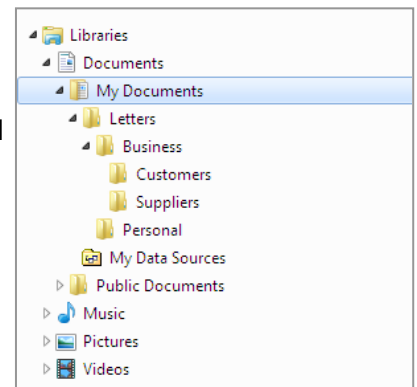 Libraries
Documents
My Documents
Letters
Business
Customers
Suppliers
Personal
My Data Sources
Public Documents
Music
Pictures
Videos